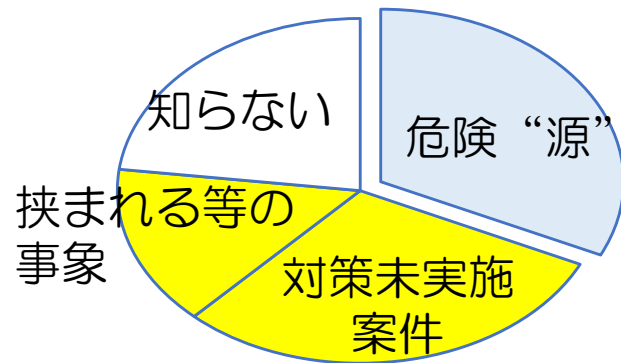 知らない
危険“源”
挟まれる等の
事象
対策未実施
案件